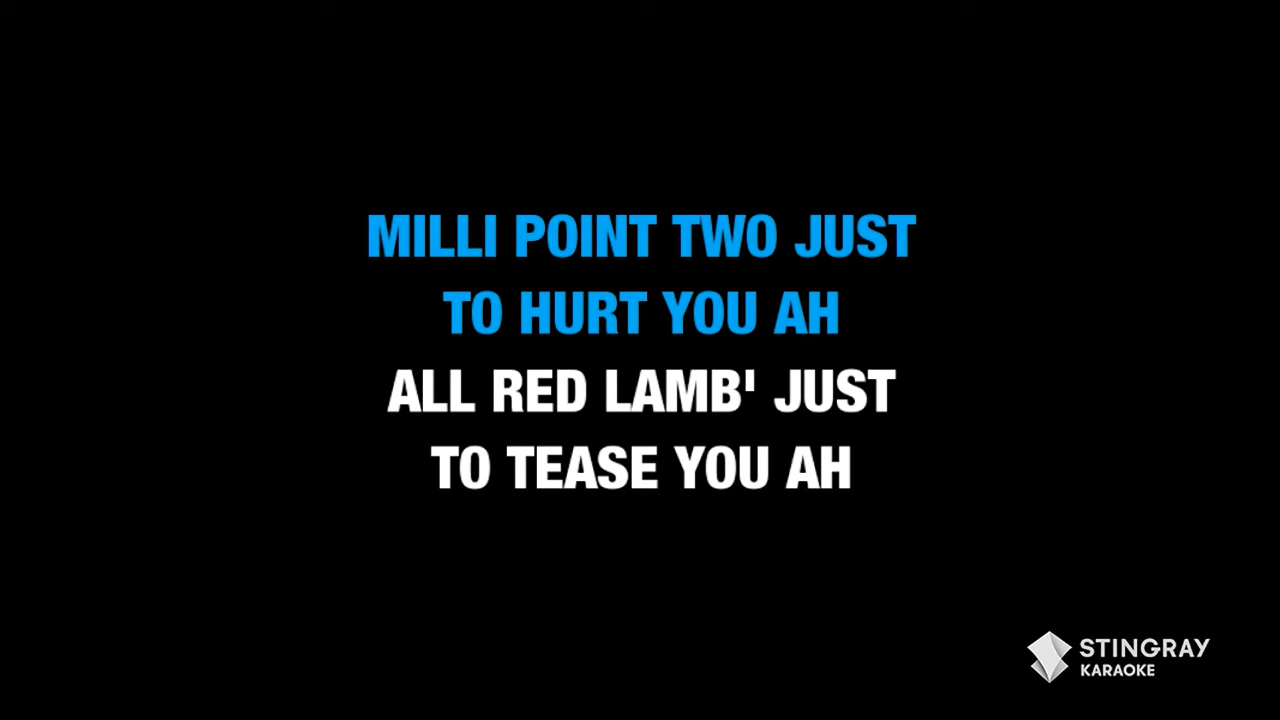 MILLI POINT TWO JUST
TO HURT YOU AH
ALL RED LAMB' JUST
TO TEASE YOU AH
STINGRAY
KARAOKE